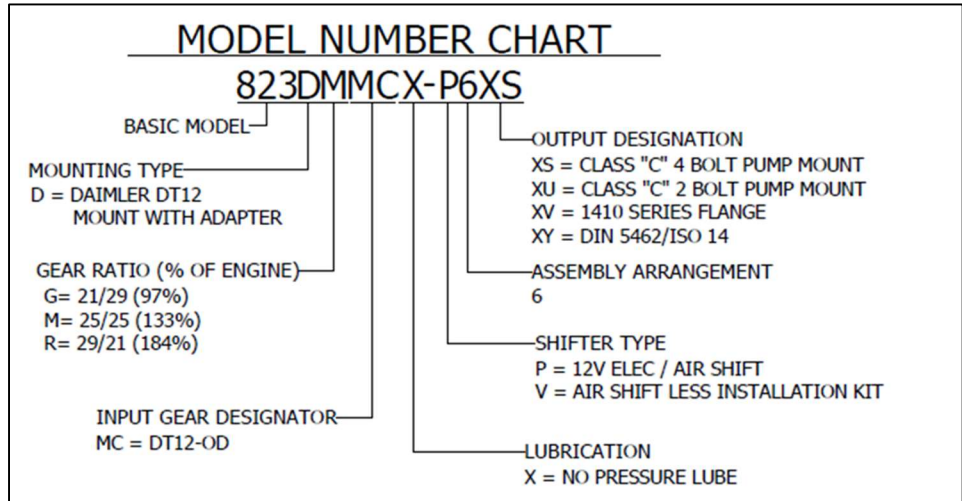 MODEL NUMBER CHART
823DMMCX-P6XS
BASIC MODEL
MOUNTING TYPE
D = DAIMLER DT12
MOUNT WITH ADAPTER
GEAR RATIO (% OF ENGINE)
G= 21/29 (97%)
M= 25/25 (133%)
R= 29/21 (184%)
INPUT GEAR DESIGNATOR
MC = DT12-OD
OUTPUT DESIGNATION
XS = CLASS "C" 4 BOLT PUMP MOUNT
XU = CLASS "C" 2 BOLT PUMP MOUNT
XV = 1410 SERIES FLANGE
XY = DIN 5462/ISO 14
ASSEMBLY ARRANGEMENT
6
SHIFTER TYPE
P = 12V ELEC / AIR SHIFT
V = AIR SHIFT LESS INSTALLATION KIT
LUBRICATION
X = NO PRESSURE LUBE